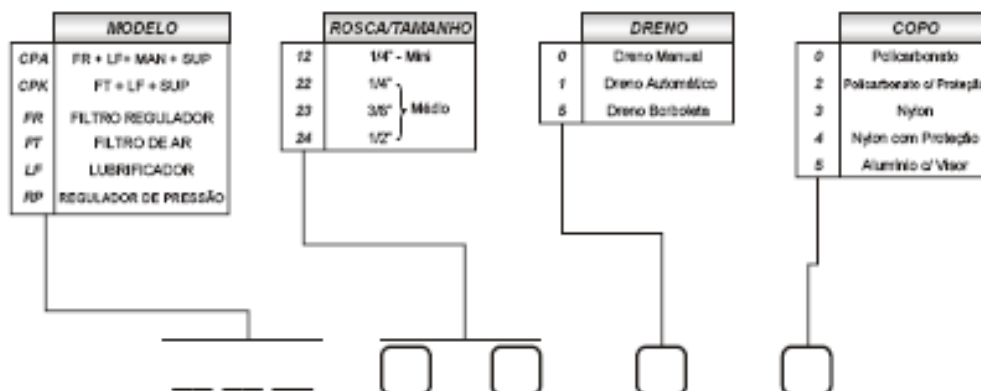 MODELO
CPA FR + LF+ MAN + SUP
CPK FT + LF + SUP
FR FILTRO REGULADOR
FT FILTRO DE AR
LF LUBRIFICADOR
RP REGULADOR DE PRESSÃO
ROSCA/TAMANHO
12 1/4" - Mini
22 1/4"
23 3/8" Médio
24 1/2"
DRENO
0 Dreno Manual
1 Dreno Automático
5 Dreno Borboleta
COPO
0 Policarbonato
2 Policarbonato c/ Proteção
3 Nylon
4 Nylon com Proteção
5 Alumínio c/ Visor